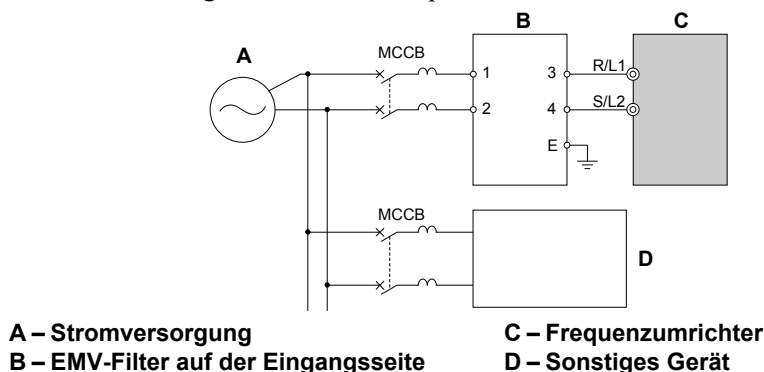 A
MCCB
B
C
1
3
R/L1
2
4
S/L2
E
MCCB
D
A – Stromversorgung
B – EMV-Filter auf der Eingangsseite
C – Frequenzumrichter
D – Sonstiges Gerät